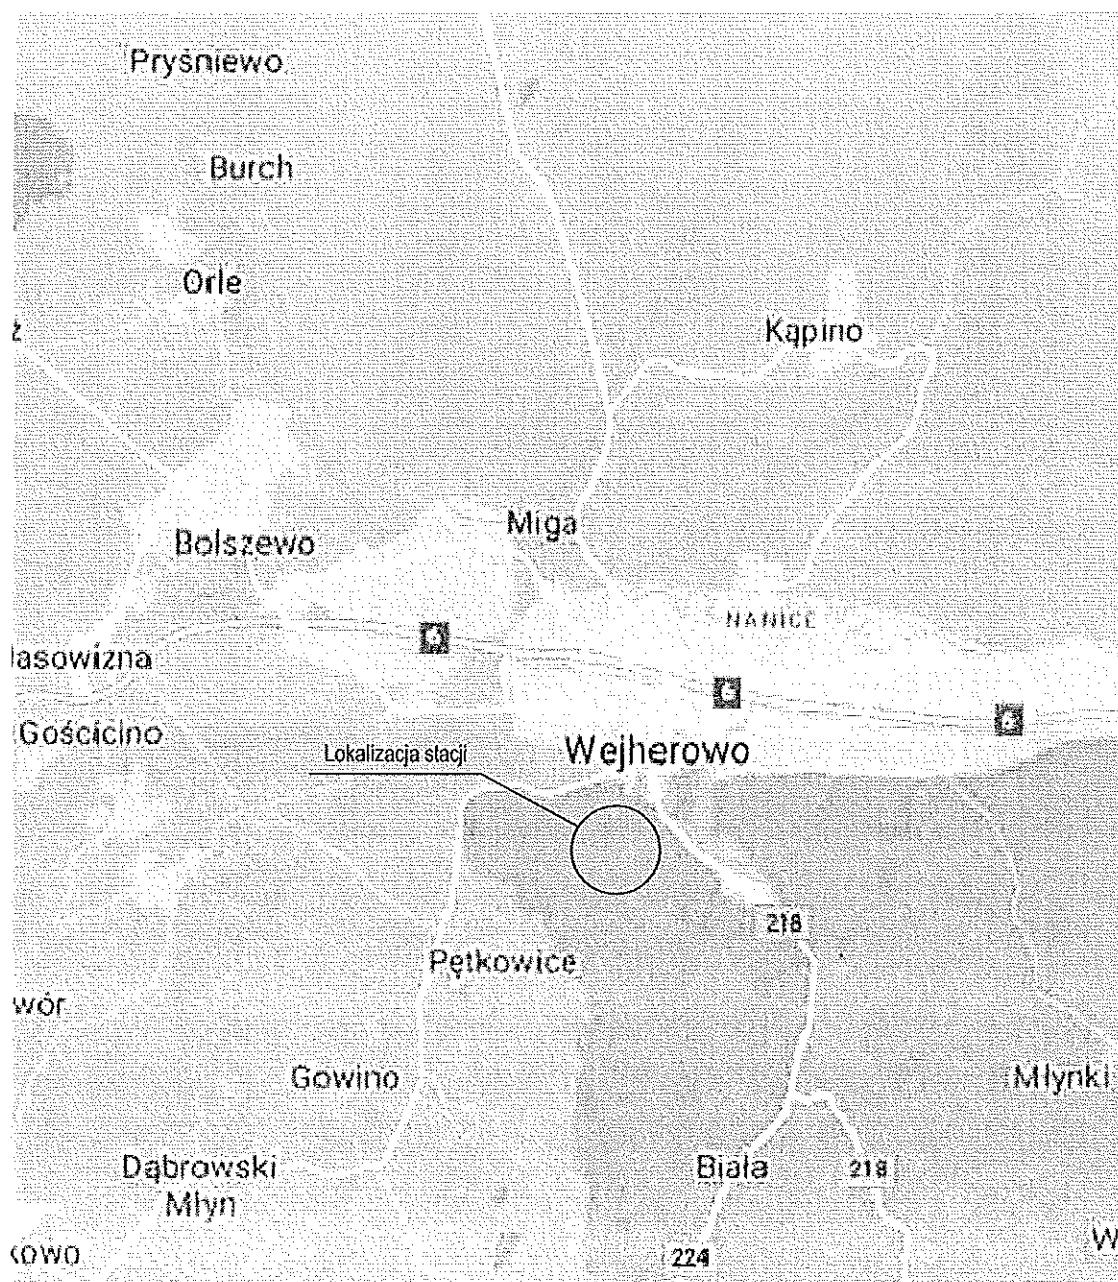 Pryśniewo
Burch
Orle
ż
Kąpino
Miga
Bolszewo
NANICE
lasowizna
Gościcino
Lokalizacja stacji
Wejherowo
218
Pętkowice
wór
Gowino
Młynki
Dąbrowski
Młyn
Biała
218
kowo
224
W